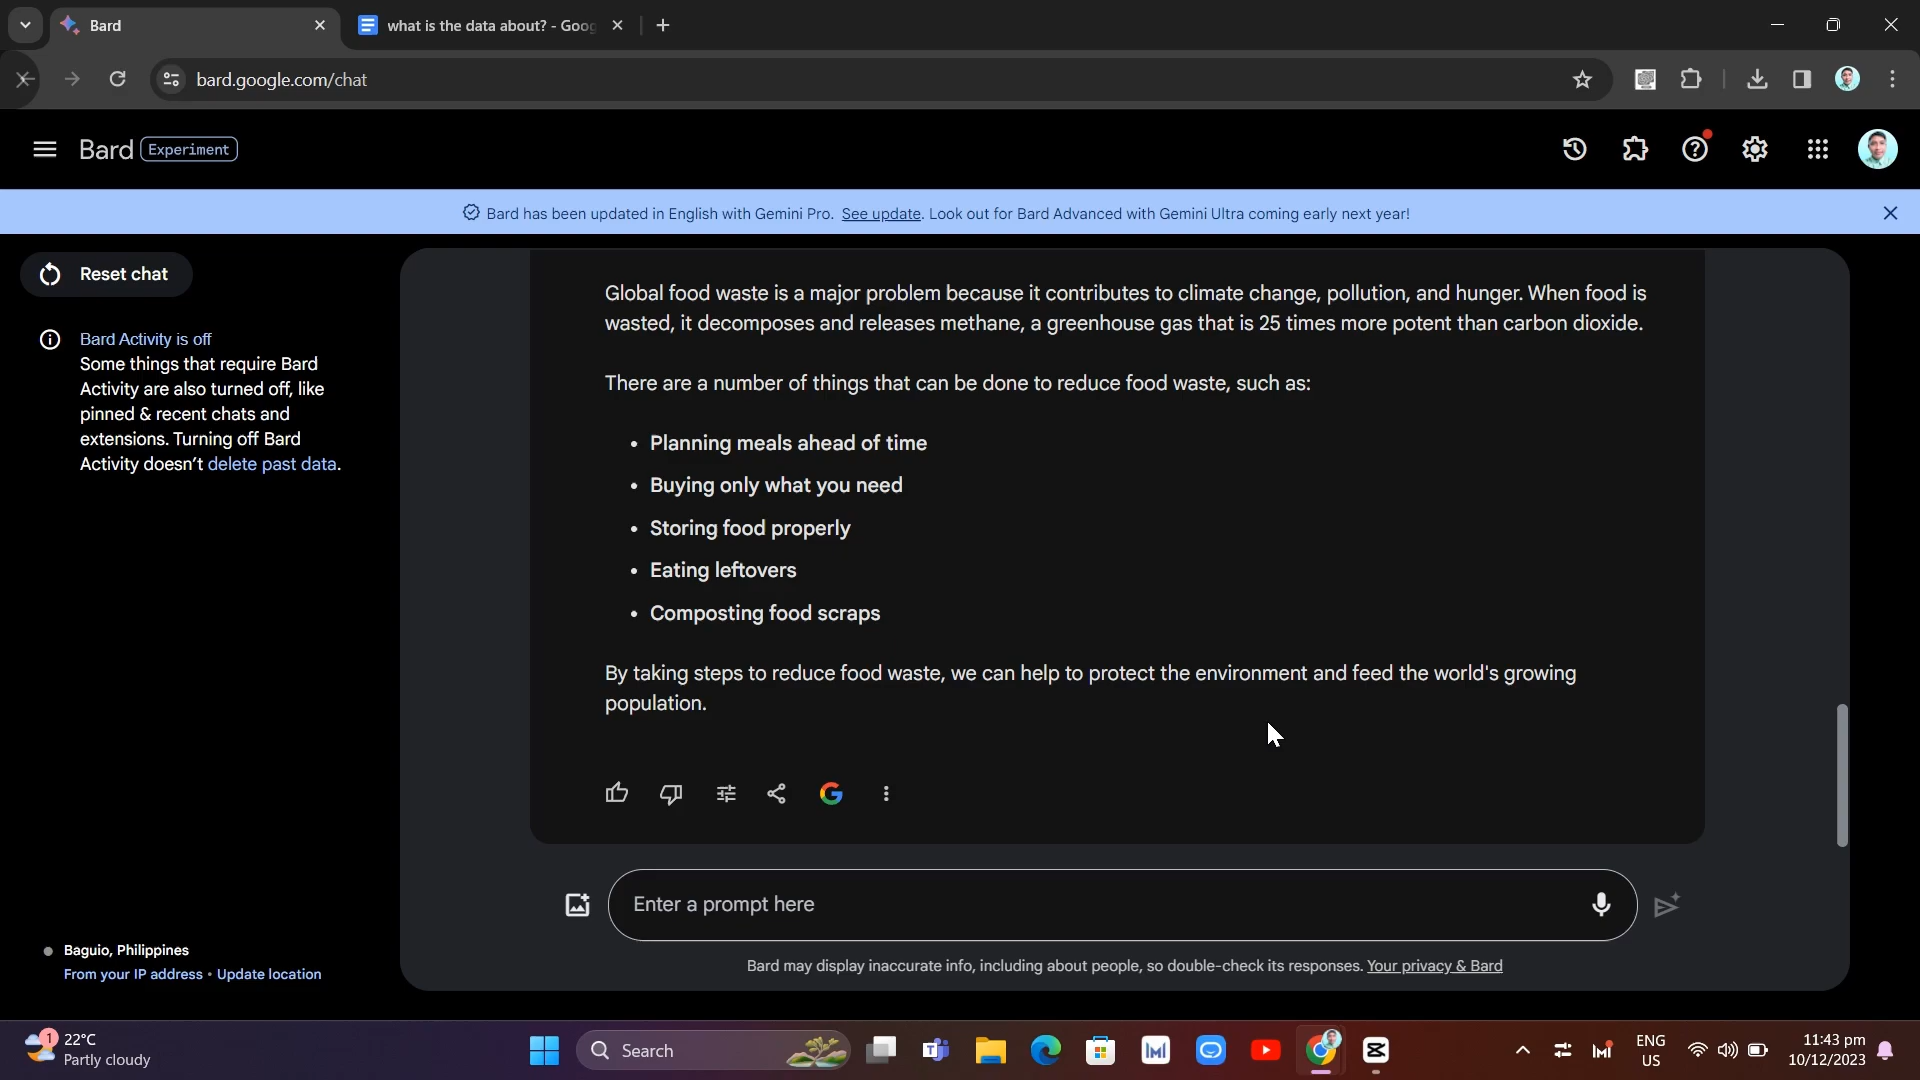 Bard
what is the data about? - Goog
bard.google.com/chat
Bard Experiment
Bard has been updated in English with Gemini Pro. See update. Look out for Bard Advanced with Gemini Ultra coming early next year!
Reset chat
Bard Activity is off
Some things that require Bard
Activity are also turned off, like
pinned & recent chats and
extensions. Turning off Bard
Activity doesn't delete past data.
Global food waste is a major problem because it contributes to climate change, pollution, and hunger. When food is
wasted, it decomposes and releases methane, a greenhouse gas that is 25 times more potent than carbon dioxide.
There are a number of things that can be done to reduce food waste, such as:
• Planning meals ahead of time
• Buying only what you need
• Storing food properly
• Eating leftovers
• Composting food scraps
By taking steps to reduce food waste, we can help to protect the environment and feed the world's growing
population.
Enter a prompt here
Bard may display inaccurate info, including about people, so double-check its responses. Your privacy & Bard
Baguio, Philippines
From your IP address • Update location
1
22°C
Partly cloudy
Search
ENG
US
11:43 pm
10/12/2023